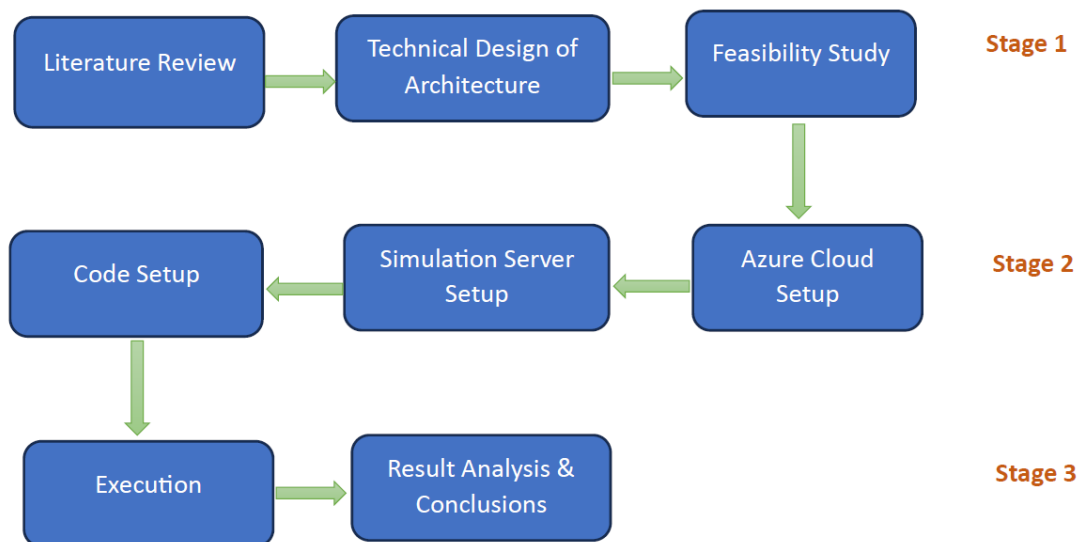 Literature Review
Technical Design of
Architecture
Feasibility Study
Stage 1
Code Setup
Simulation Server
Setup
Azure Cloud
Setup
Stage 2
Execution
Result Analysis &
Conclusions
Stage 3